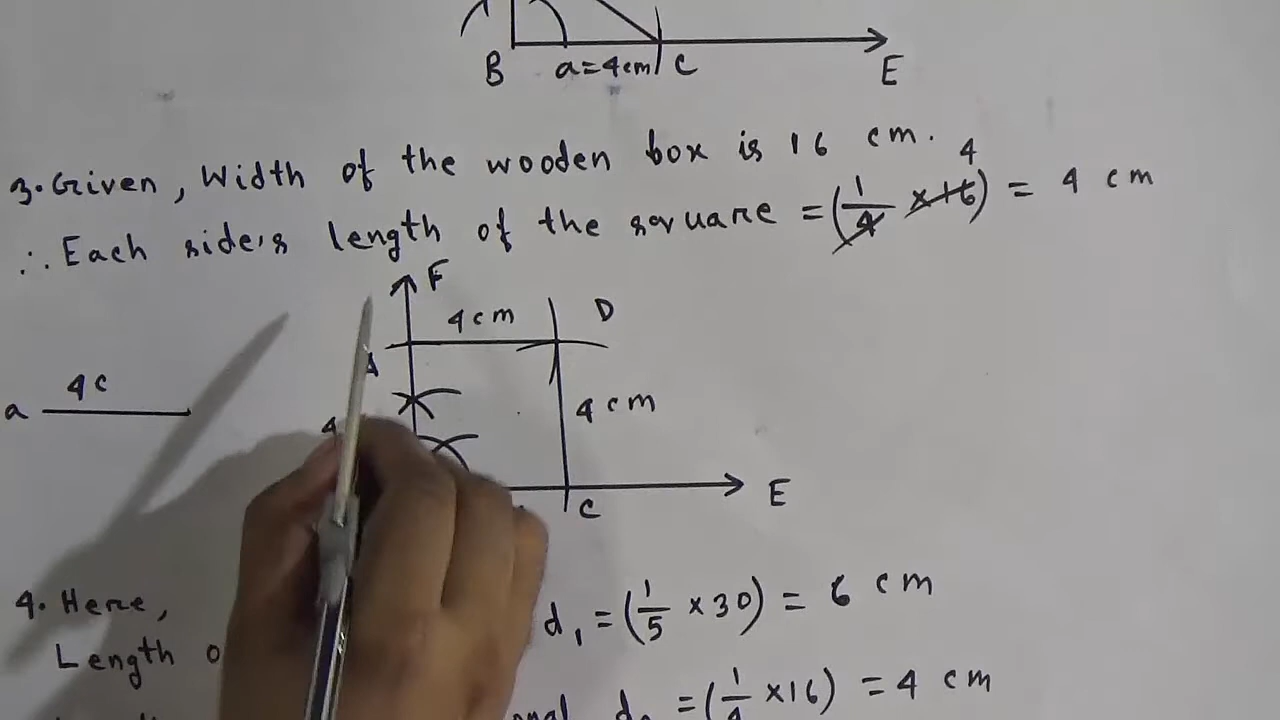 B a=4cm C E
3. Given, Width of the wooden box is 16 cm.
4
∴ Each side's length of the square = (1/4 × 16) = 4 cm
F
4cm D
A
a 4c
4 4cm
C E
4. Here, d₁ = (1/5 × 30) = 6 cm
Length
= (1/4 × 16) = 4 cm